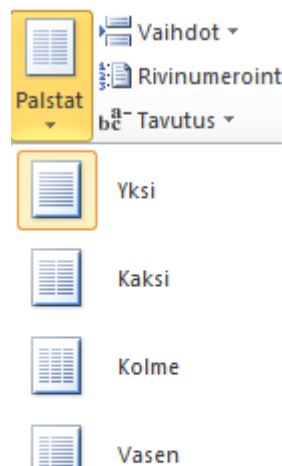 Vaihdot
Rivinumeroint
Palstat
Tavutus
Yksi
Kaksi
Kolme
Vasen